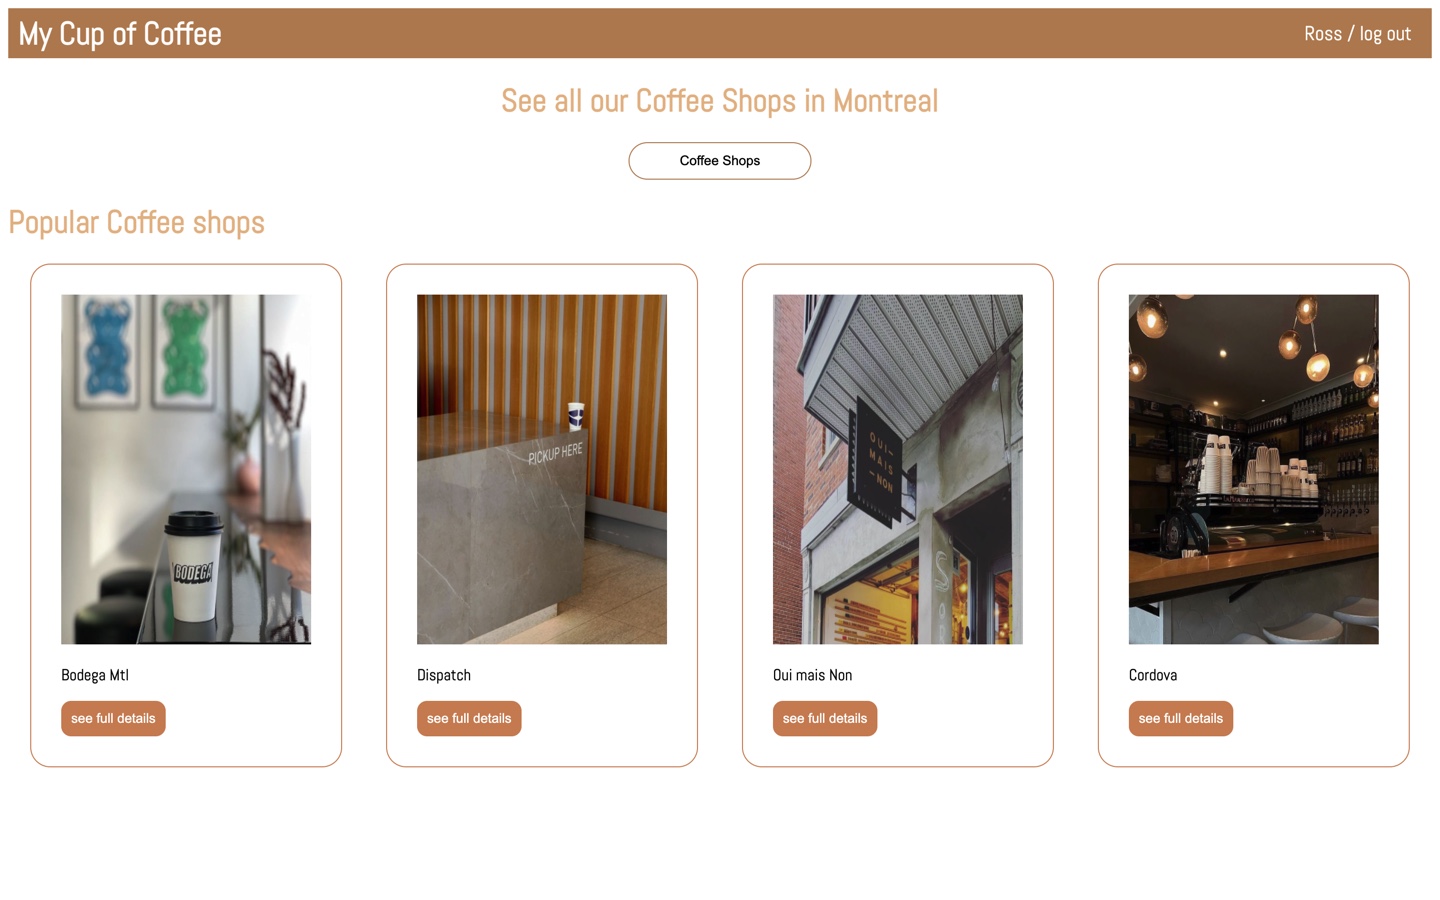 My Cup of Coffee
Ross / log out
See all our Coffee Shops in Montreal
Coffee Shops
Popular Coffee shops
BODEGA
PICKUP HERE
OUI-
MAIS
-NON
Bodega Mtl
Dispatch
Oui mais Non
Cordova
see full details
see full details
see full details
see full details